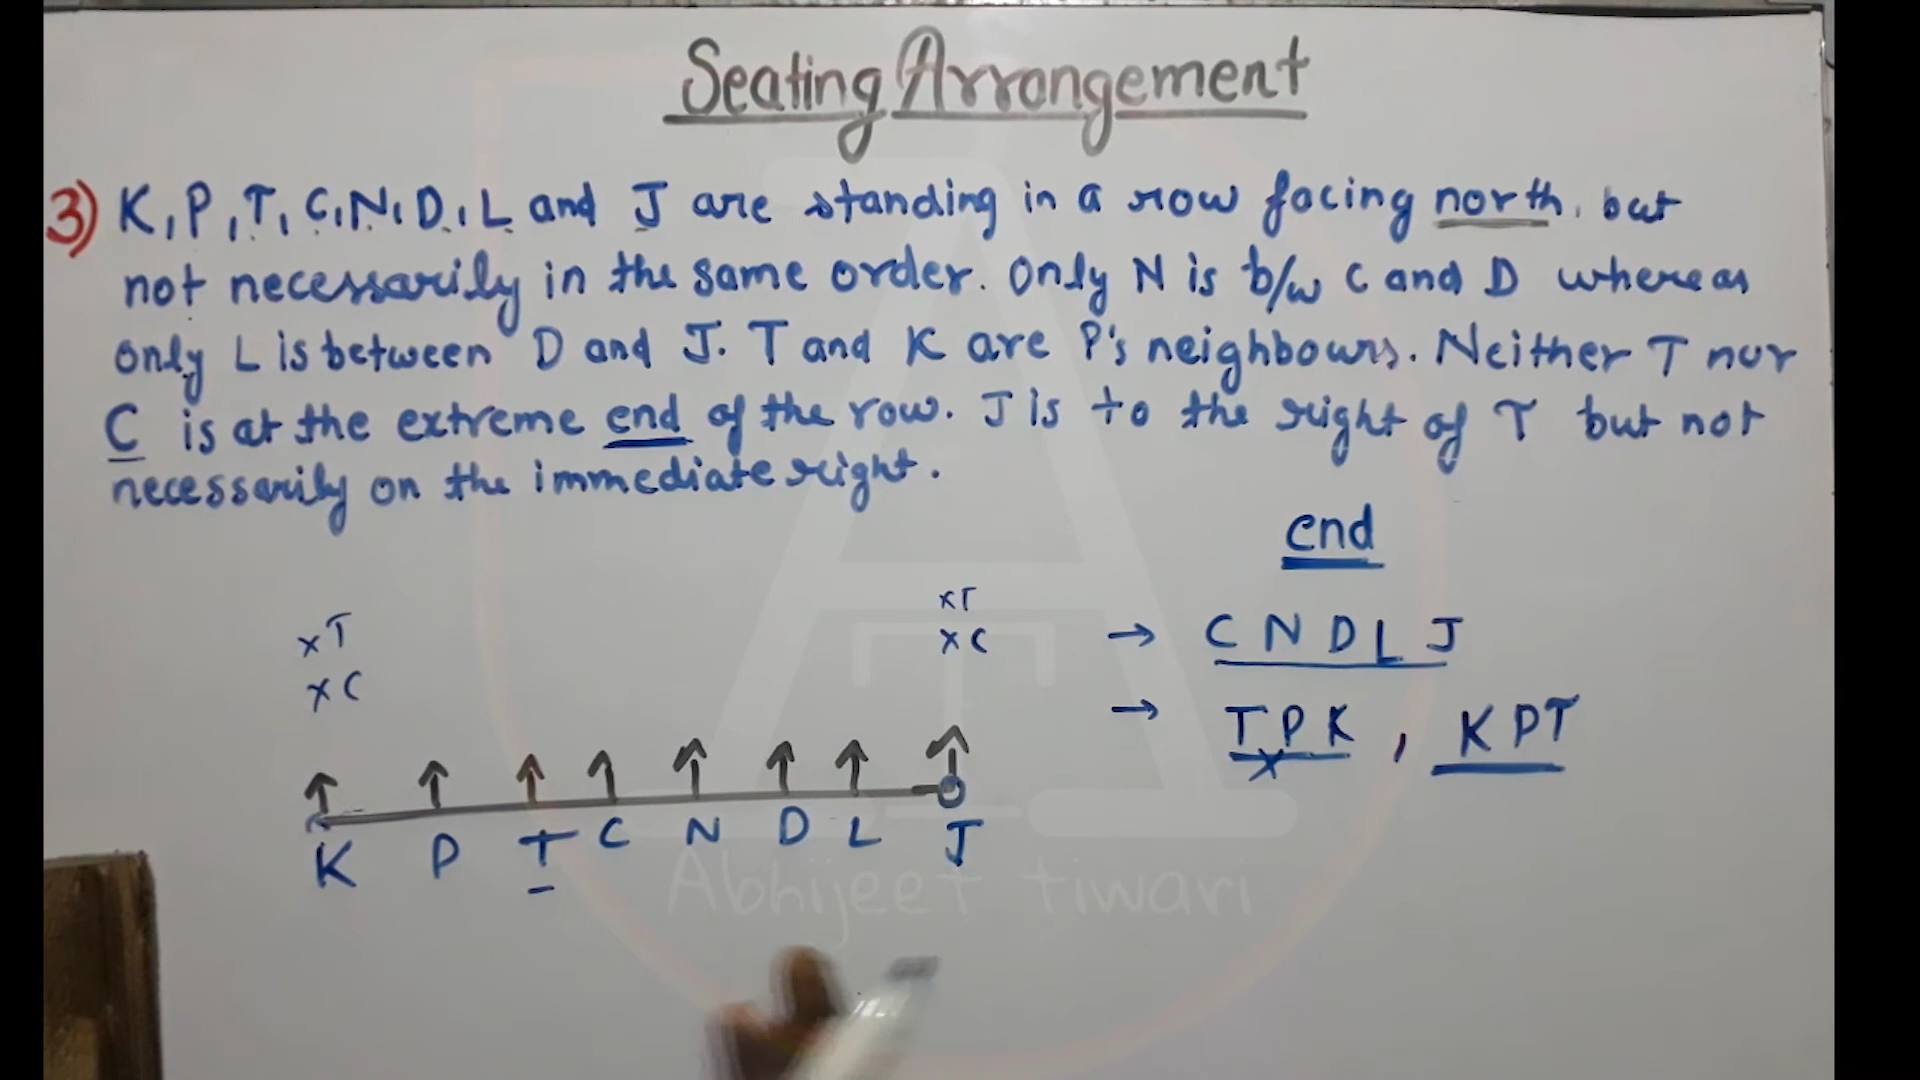 Seating Arrangement
3) K, P, T, C, N, D, L and J are standing in a row facing north, but
not necessarily in the same order. Only N is b/w C and D whereas
only L is between D and J. T and K are P's neighbours. Neither T nor
C is at the extreme end of the row. J is to the right of T but not
necessarily on the immediate right.
end
x T
x C
xT
x C
→ C N D L J
→ T P K , K P T
x
K P T C N D L J
Abhijeet tiwari